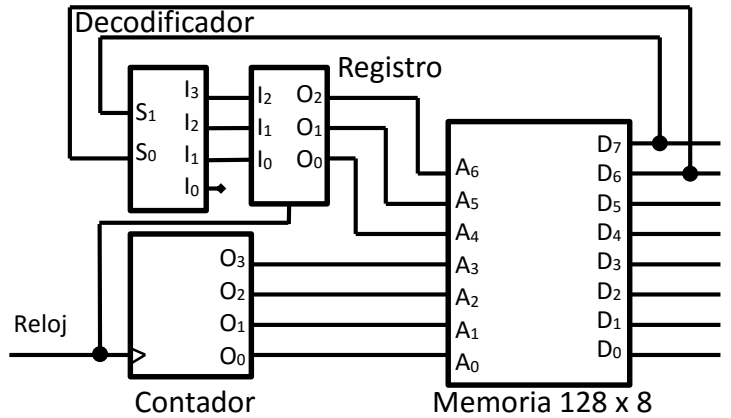 Decodificador
Registro
S1
S0
I3
I2
I1
I0
I2
I1
I0
O2
O1
O0
A6
A5
A4
A3
A2
A1
A0
D7
D6
D5
D4
D3
D2
D1
D0
O3
O2
O1
O0
Reloj
Contador
Memoria 128 x 8